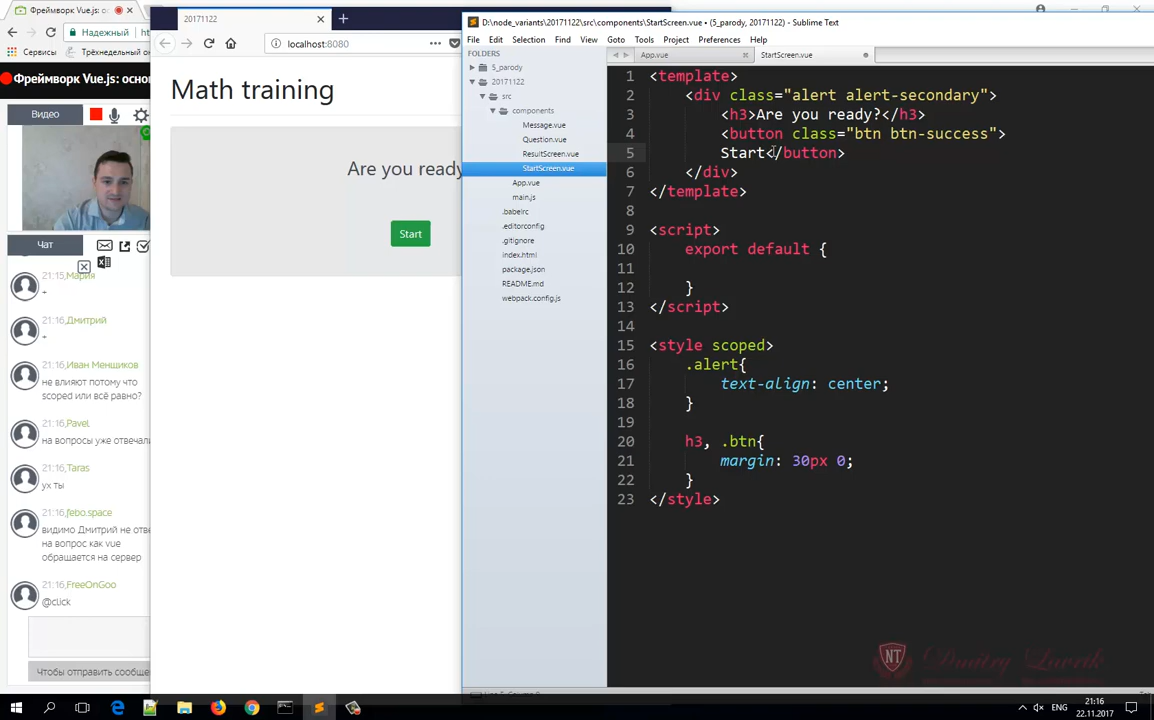 Фреймворк Vue.js: осно
Надежный
Сервисы
Трёхнедельный
Фреймворк Vue.js: осно
Видео
Чат
21:15,Мария
+
21:16,Дмитрий
+
21:16,Иван Менщиков
не влияют потому что
scoped или всё равно?
21:16,Pavel
на вопросы уже отвечал
21:16,Taras
ух ты
21:16,febo.space
видимо Дмитрий не отве
на вопрос как vue
обращается на сервер
21:16,FreeOnGoo
@click
Чтобы отправить сообще
20171122
localhost:8080
Math training
Are you ready
Start
D:\node_variants\20171122\src\components\StartScreen.vue • (5_parody, 20171122) - Sublime Text
File Edit Selection Find View Goto Tools Project Preferences Help
FOLDERS
5_parody
20171122
src
components
Message.vue
Question.vue
ResultScreen.vue
StartScreen.vue
App.vue
main.js
.babelrc
.editorconfig
.gitignore
index.html
package.json
README.md
webpack.config.js
App.vue
StartScreen.vue
1 <template>
2 <div class="alert alert-secondary">
3 <h3>Are you ready?</h3>
4 <button class="btn btn-success">
5 Start</button>
6 </div>
7 </template>
8
9 <script>
10 export default {
11
12 }
13 </script>
14
15 <style scoped>
16 .alert{
17 text-align: center;
18 }
19
20 h3, .btn{
21 margin: 30px 0;
22 }
23 </style>
NT
ENG
21:16
22.11.2017